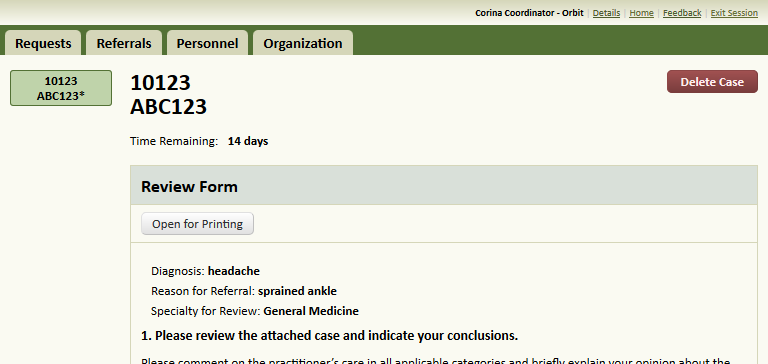 Corina Coordinator - Orbit | Details | Home | Feedback | Exit Session
Requests Referrals Personnel Organization
10123
ABC123*
10123
ABC123
Delete Case
Time Remaining: 14 days
Review Form
Open for Printing
Diagnosis: headache
Reason for Referral: sprained ankle
Specialty for Review: General Medicine
1. Please review the attached case and indicate your conclusions.
Please comment on the practitioner's care in all applicable categories and briefly explain your opinion about the